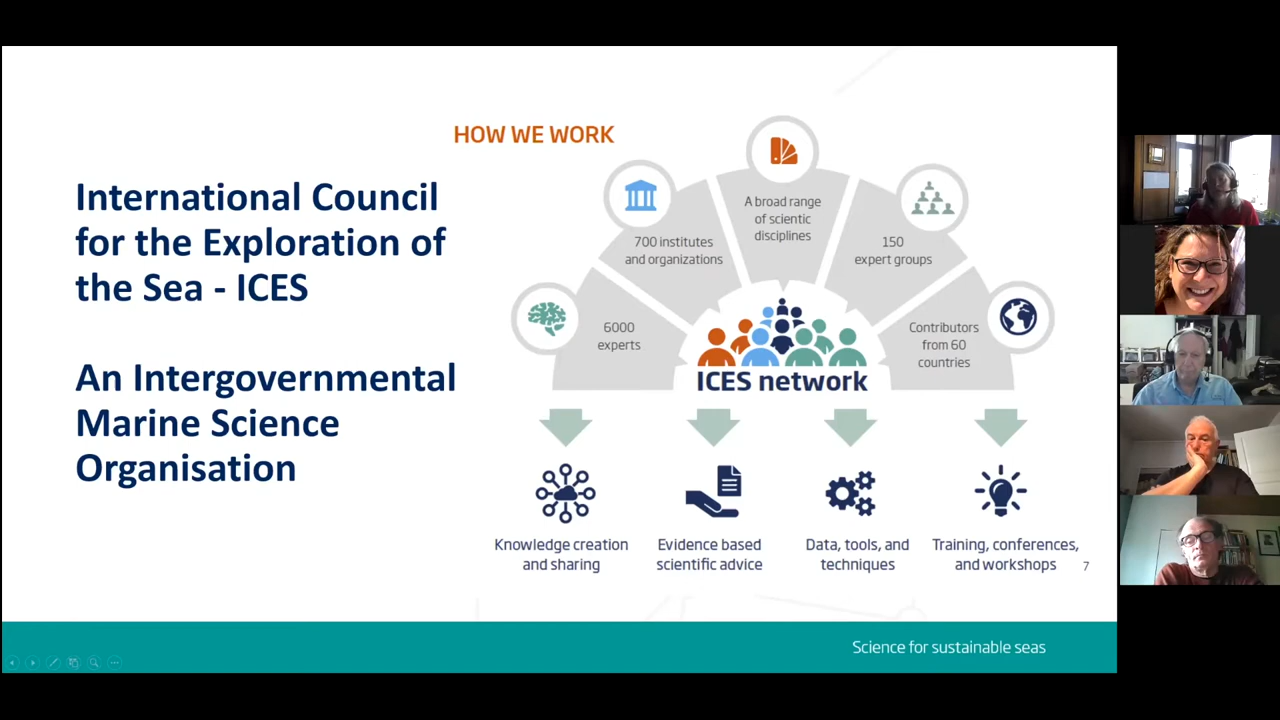 International Council
for the Exploration of
the Sea - ICES
An Intergovernmental
Marine Science
Organisation
HOW WE WORK
6000
experts
700 institutes
and organizations
A broad range
of scientic
disciplines
150
expert groups
Contributors
from 60
countries
ICES network
Knowledge creation
and sharing
Evidence based
scientific advice
Data, tools, and
techniques
Training, conferences,
and workshops
7
Science for sustainable seas